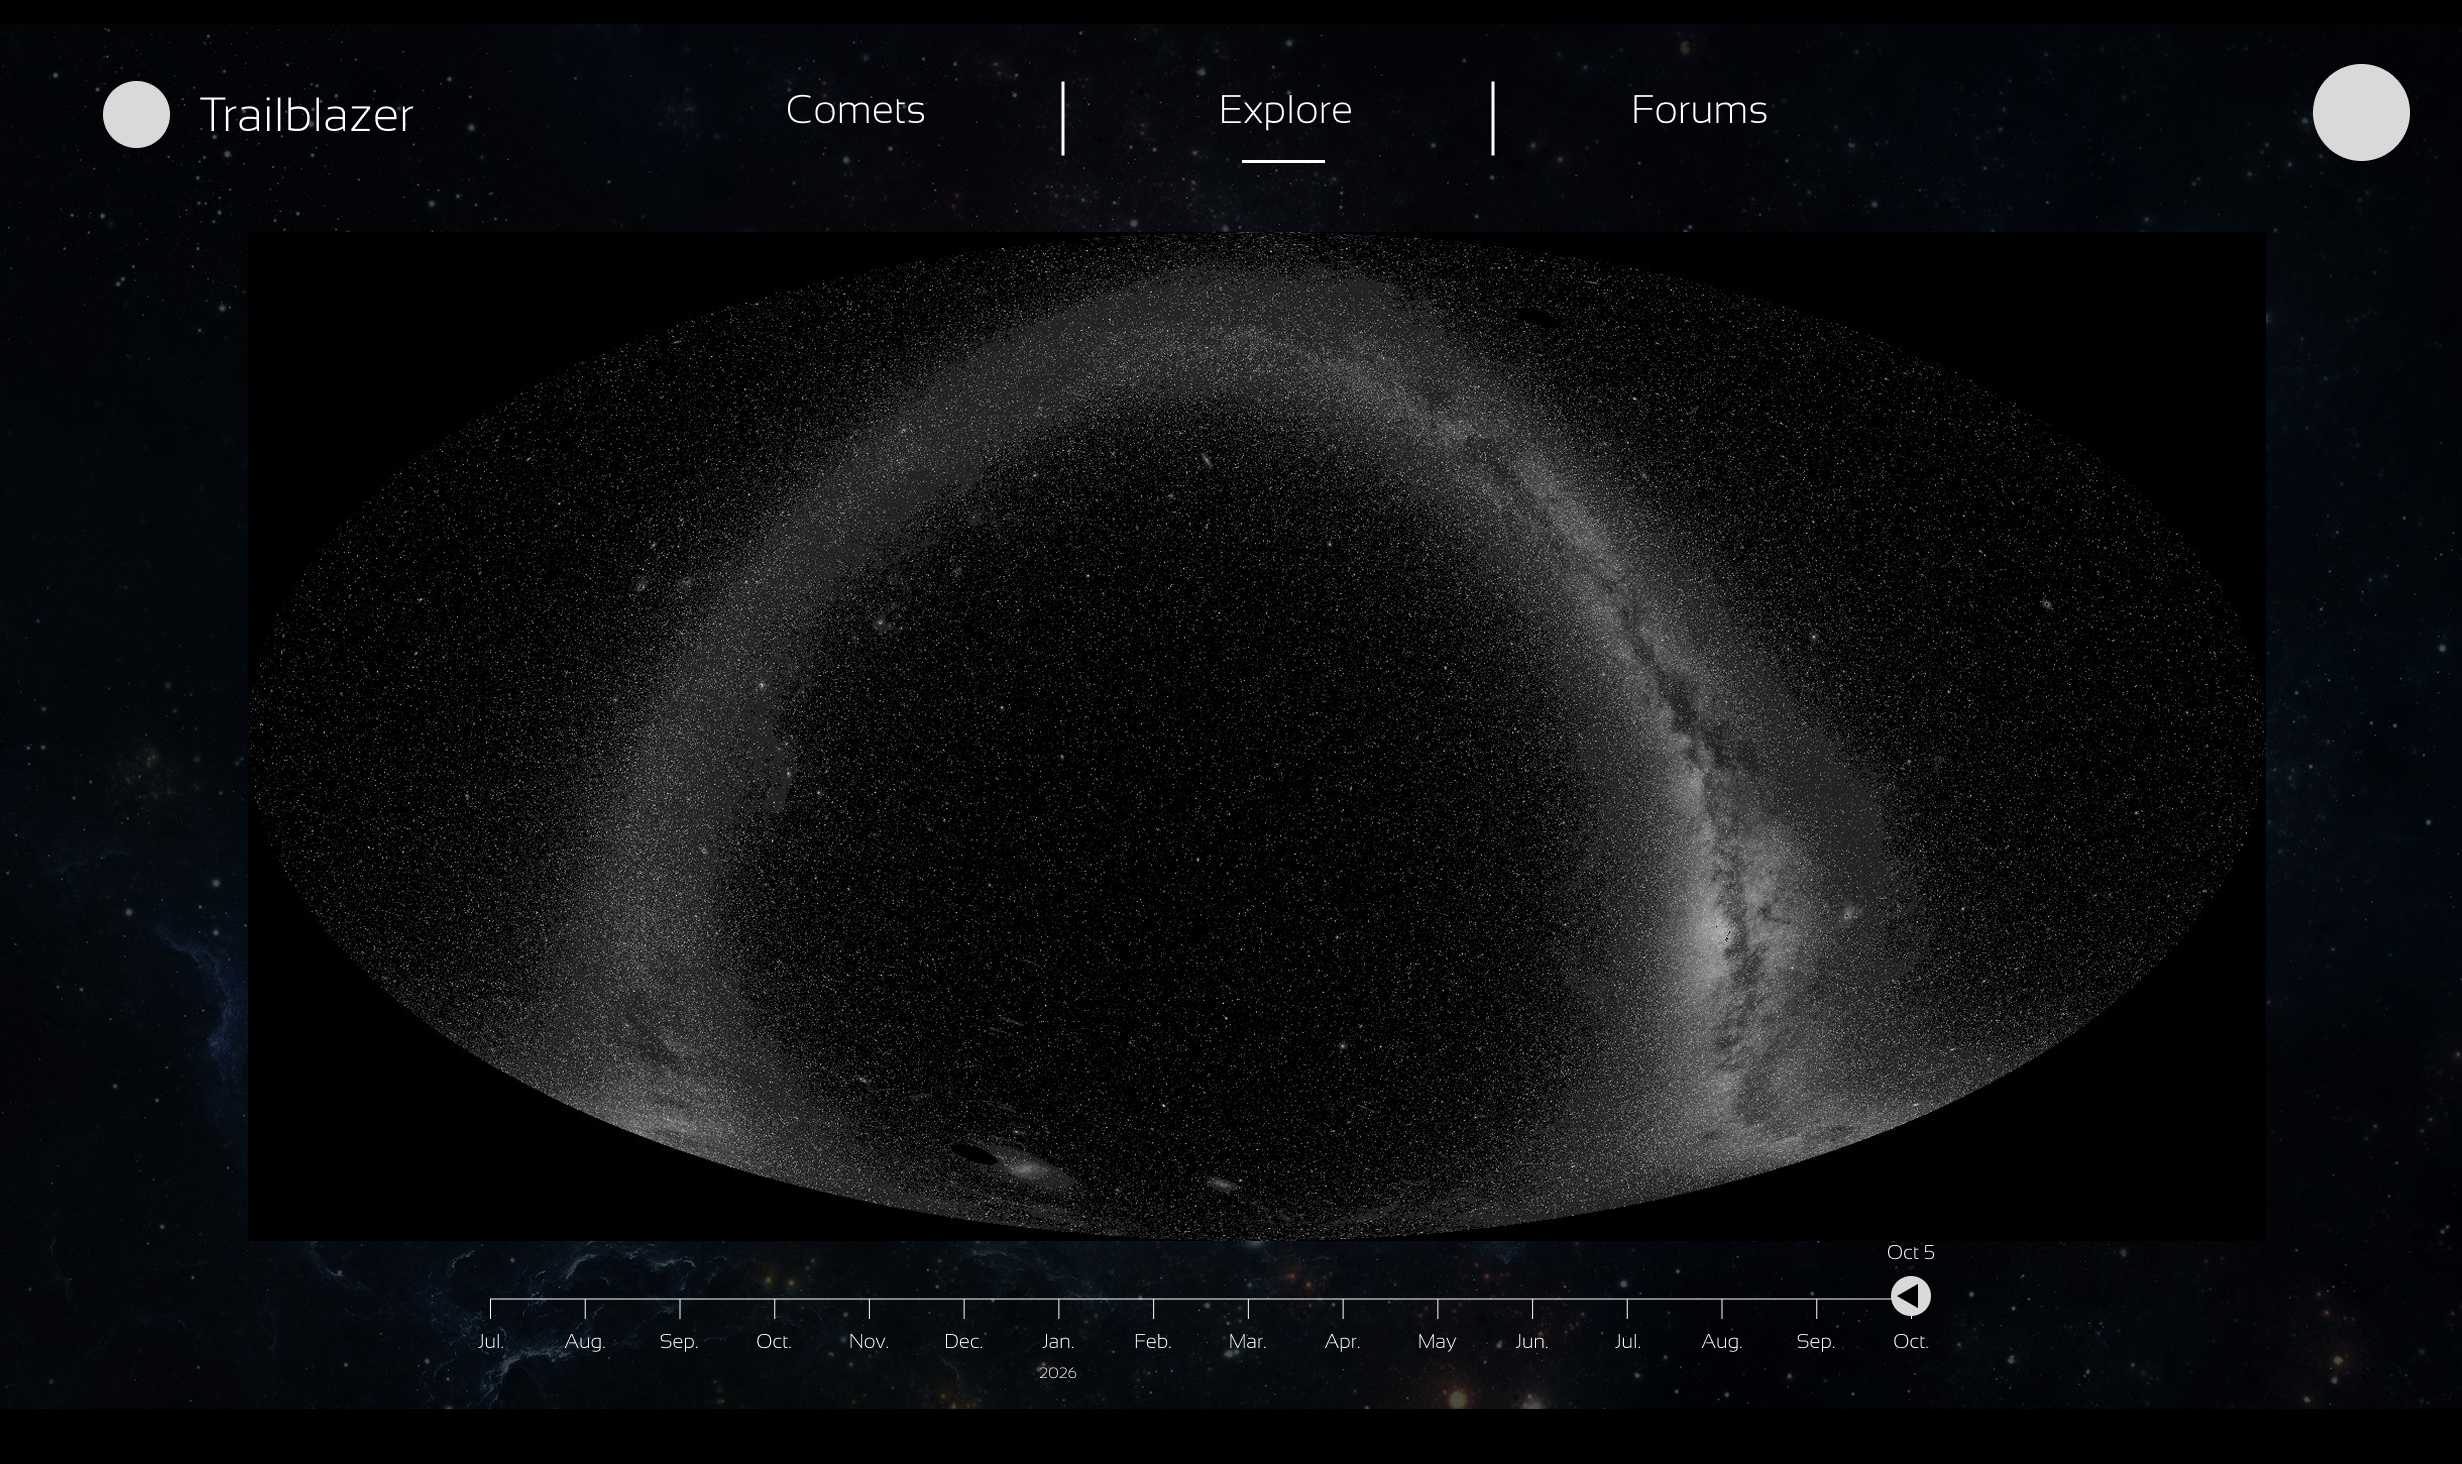 Trailblazer
Comets
Explore
Forums
Oct 5
Jul. Aug. Sep. Oct. Nov. Dec. Jan. Feb. Mar. Apr. May Jun. Jul. Aug. Sep. Oct.
2026